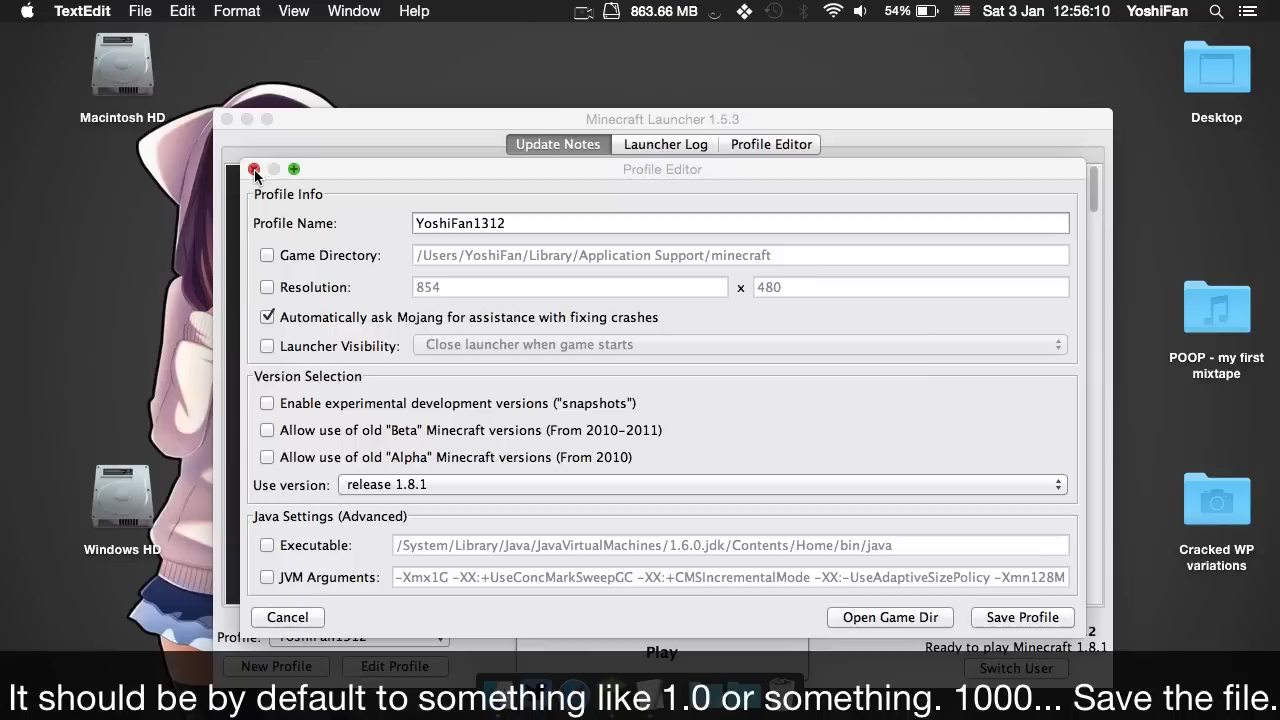 TextEdit File Edit Format View Window Help 863.66 MB 54% Sat 3 Jan 12:56:10 YoshiFan
Macintosh HD
Desktop
Minecraft Launcher 1.5.3
Update Notes Launcher Log Profile Editor
Profile Editor
Profile Info
Profile Name: YoshiFan1312
Game Directory: /Users/YoshiFan/Library/Application Support/minecraft
Resolution: 854 x 480
Automatically ask Mojang for assistance with fixing crashes
Launcher Visibility: Close launcher when game starts
POOP - my first
mixtape
Version Selection
Enable experimental development versions ("snapshots")
Allow use of old "Beta" Minecraft versions (From 2010-2011)
Allow use of old "Alpha" Minecraft versions (From 2010)
Use version: release 1.8.1
Java Settings (Advanced)
Executable: /System/Library/Java/JavaVirtualMachines/1.6.0.jdk/Contents/Home/bin/java
JVM Arguments: -Xmx1G -XX:+UseConcMarkSweepGC -XX:+CMSIncrementalMode -XX:-UseAdaptiveSizePolicy -Xmn128M
Windows HD
Cracked WP
variations
Cancel Open Game Dir Save Profile
Profile: YoshiFan1312
Ready to play Minecraft 1.8.1
Play
New Profile Edit Profile Switch User
It should be by default to something like 1.0 or something. 1000... Save the file.